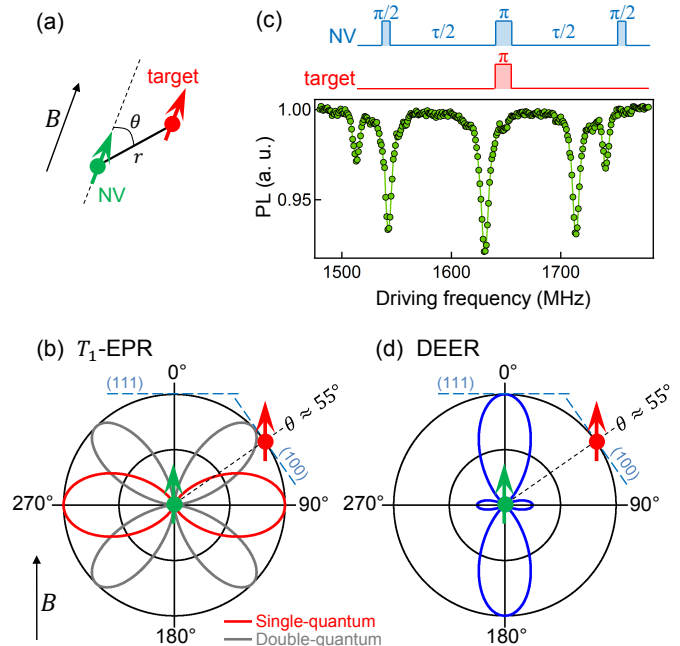 (a)
B
θ
target
r
NV
(c)
π/2
π
π/2
NV
τ/2
τ/2
π
target
1.00
0.95
PL (a. u.)
1500
1600
1700
Driving frequency (MHz)
(b) T₁-EPR
0°
(111)
θ ≈ 55°
(100)
270°
90°
B
180°
Single-quantum
Double-quantum
(d) DEER
0°
(111)
θ ≈ 55°
(100)
270°
90°
180°